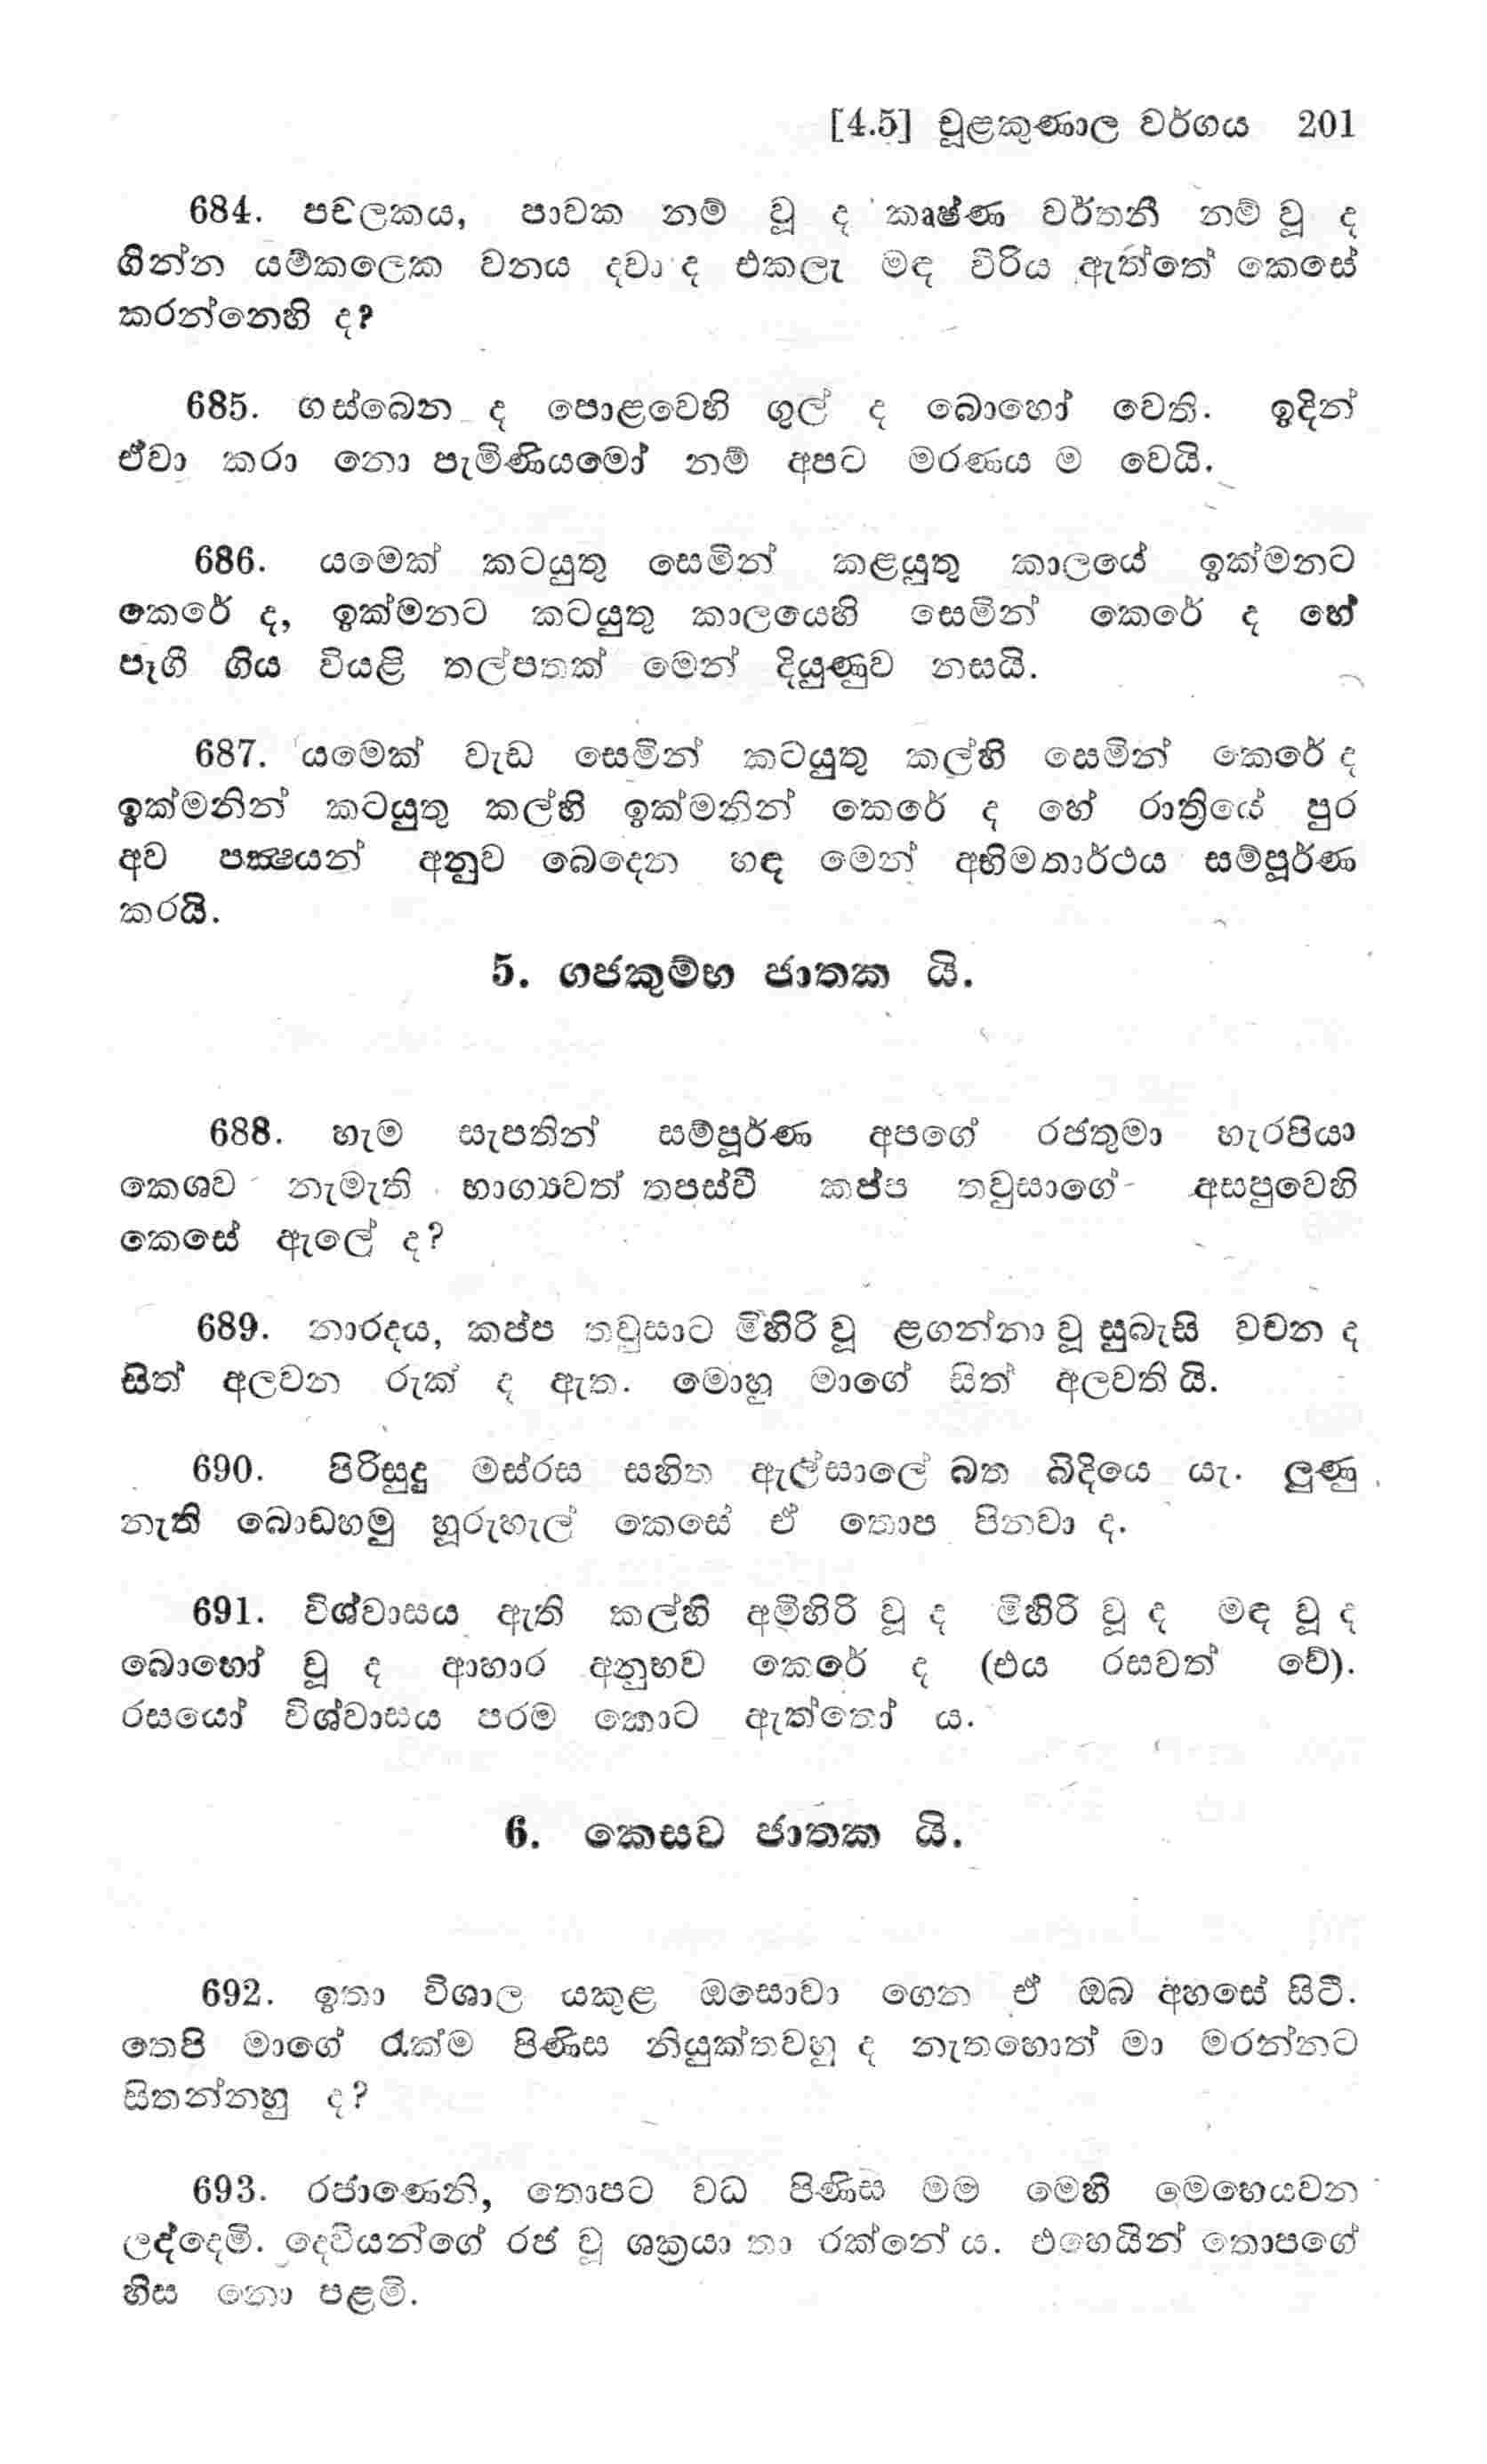 [4.5] චූළකුණාල වර්ගය 201
684. පචලකය, පාවක නම් වූ ද කෘෂ්ණ වර්තනී නම් වූ ද
ගින්න යම්කලෙක වනය දවා ද එකලැ මඳ වීරිය ඇත්තේ කෙසේ
කරන්නෙහි ද?
685. ගස්බෙන ද පොළවෙහි ගුල් ද බොහෝ වෙති. ඉදින්
ඒවා කරා නො පැමිණියමෝ නම් අපට මරණය ම වෙයි.
686. යමෙක් කටයුතු සෙමින් කළයුතු කාලයේ ඉක්මනට
කෙරේ ද, ඉක්මනට කටයුතු කාලයෙහි සෙමින් කෙරේ ද හේ
පෑගී ගිය වියළි තල්පතක් මෙන් දියුණුව නසයි.
687. යමෙක් වැඩ සෙමින් කටයුතු කල්හි සෙමින් කෙරේ ද
ඉක්මනින් කටයුතු කල්හි ඉක්මනින් කෙරේ ද හේ රාත්‍රියේ පුර
අව පක්‍ෂයන් අනුව බෙදෙන හඳ මෙන් අභිමතාර්ථය සම්පූර්ණ
කරයි.
5. ගජකුම්භ ජාතක යි.
688. හැම සැපතින් සම්පූර්ණ අපගේ රජතුමා හැරපියා
කෙශව නැමැති භාග්‍යවත් තපස්වී කප්ප තවුසාගේ අසපුවෙහි
කෙසේ ඇලේ ද?
689. නාරදය, කප්ප තවුසාට මිහිරි වූ ළගන්නා වූ සුබැසි වචන ද
සිත් අලවන රුක් ද ඇත. මොහු මාගේ සිත් අලවති යි.
690. පිරිසුදු මස්රස සහිත ඇල්සාලේ බත බිදියෙ යැ. ලුණු
නැති බොඩහමු හූරුහැල් කෙසේ ඒ තොප පිනවා ද.
691. විශ්වාසය ඇති කල්හි අමිහිරි වූ ද මිහිරි වූ ද මඳ වූ ද
බොහෝ වූ ද ආහාර අනුභව කෙරේ ද (එය රසවත් වේ).
රසයෝ විශ්වාසය පරම කොට ඇත්තෝ ය.
6. කෙසව ජාතක යි.
692. ඉතා විශාල යකුළ ඔසොවා ගෙන ඒ ඔබ අහසේ සිටී.
තෙපි මාගේ රැක්ම පිණිස නියුක්තවහු ද නැතහොත් මා මරන්නට
සිතන්නහු ද?
693. රජාණෙනි, තොපට වධ පිණිස මම මෙහි මෙහෙයවන
ලද්දෙමි. දෙවියන්ගේ රජ වූ ශක්‍රයා තා රක්නේ ය. එහෙයින් තොපගේ
හිස නො පළමි.